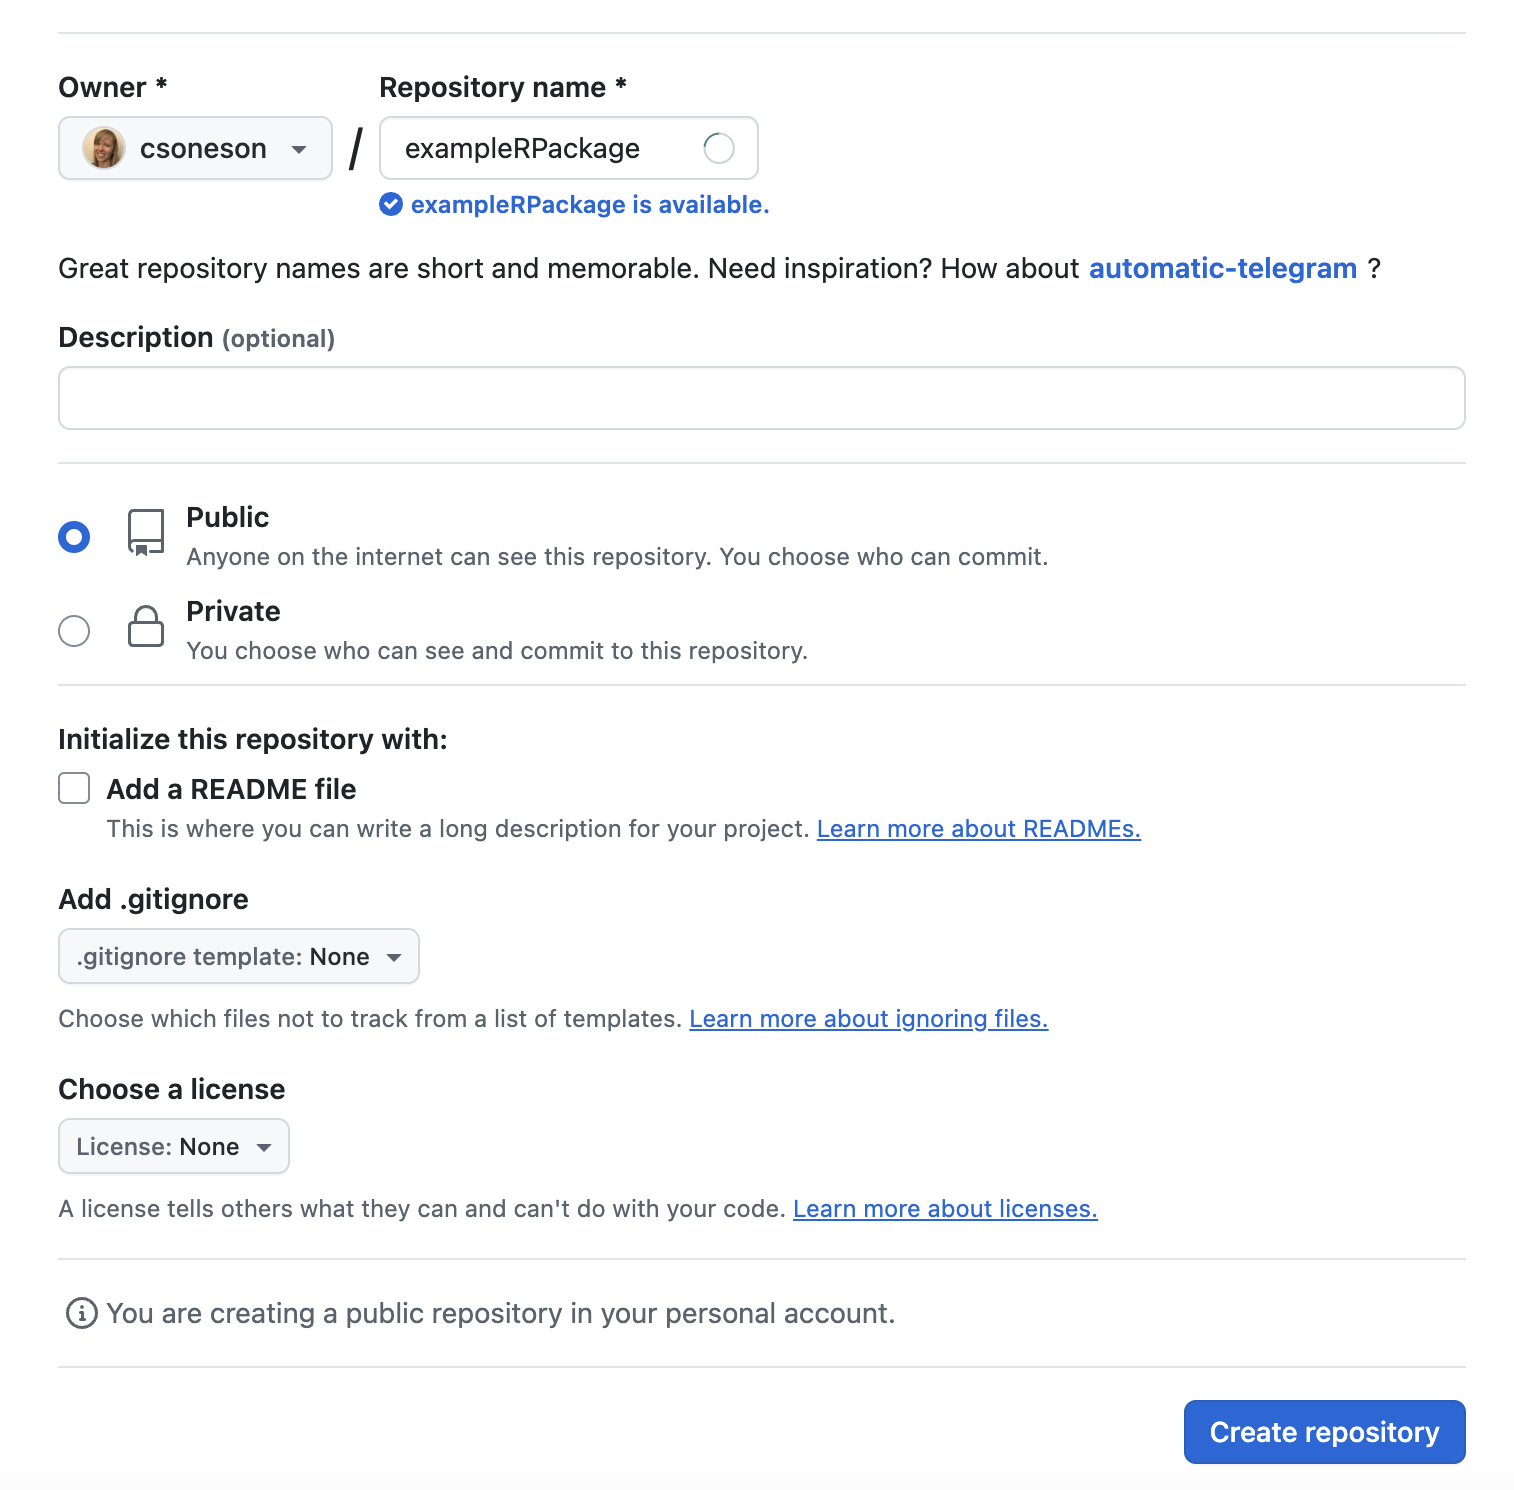 Owner *
Repository name *
csoneson
/
exampleRPackage
exampleRPackage is available.
Great repository names are short and memorable. Need inspiration? How about automatic-telegram ?
Description (optional)
Public
Anyone on the internet can see this repository. You choose who can commit.
Private
You choose who can see and commit to this repository.
Initialize this repository with:
Add a README file
This is where you can write a long description for your project. Learn more about READMEs.
Add .gitignore
.gitignore template: None
Choose which files not to track from a list of templates. Learn more about ignoring files.
Choose a license
License: None
A license tells others what they can and can't do with your code. Learn more about licenses.
You are creating a public repository in your personal account.
Create repository